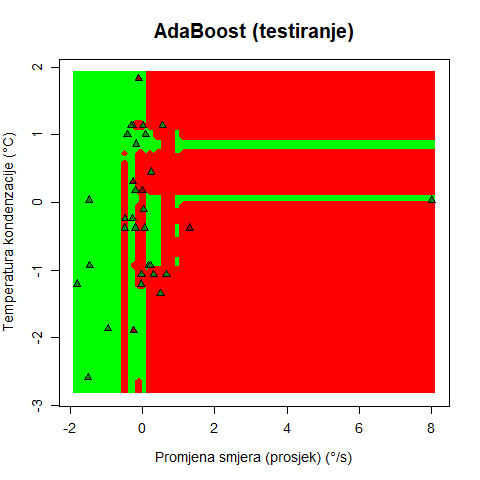 AdaBoost (testiranje)
Temperatura kondenzacije (°C)
2
1
0
-1
-2
-3
-2 0 2 4 6 8
Promjena smjera (prosjek) (°/s)